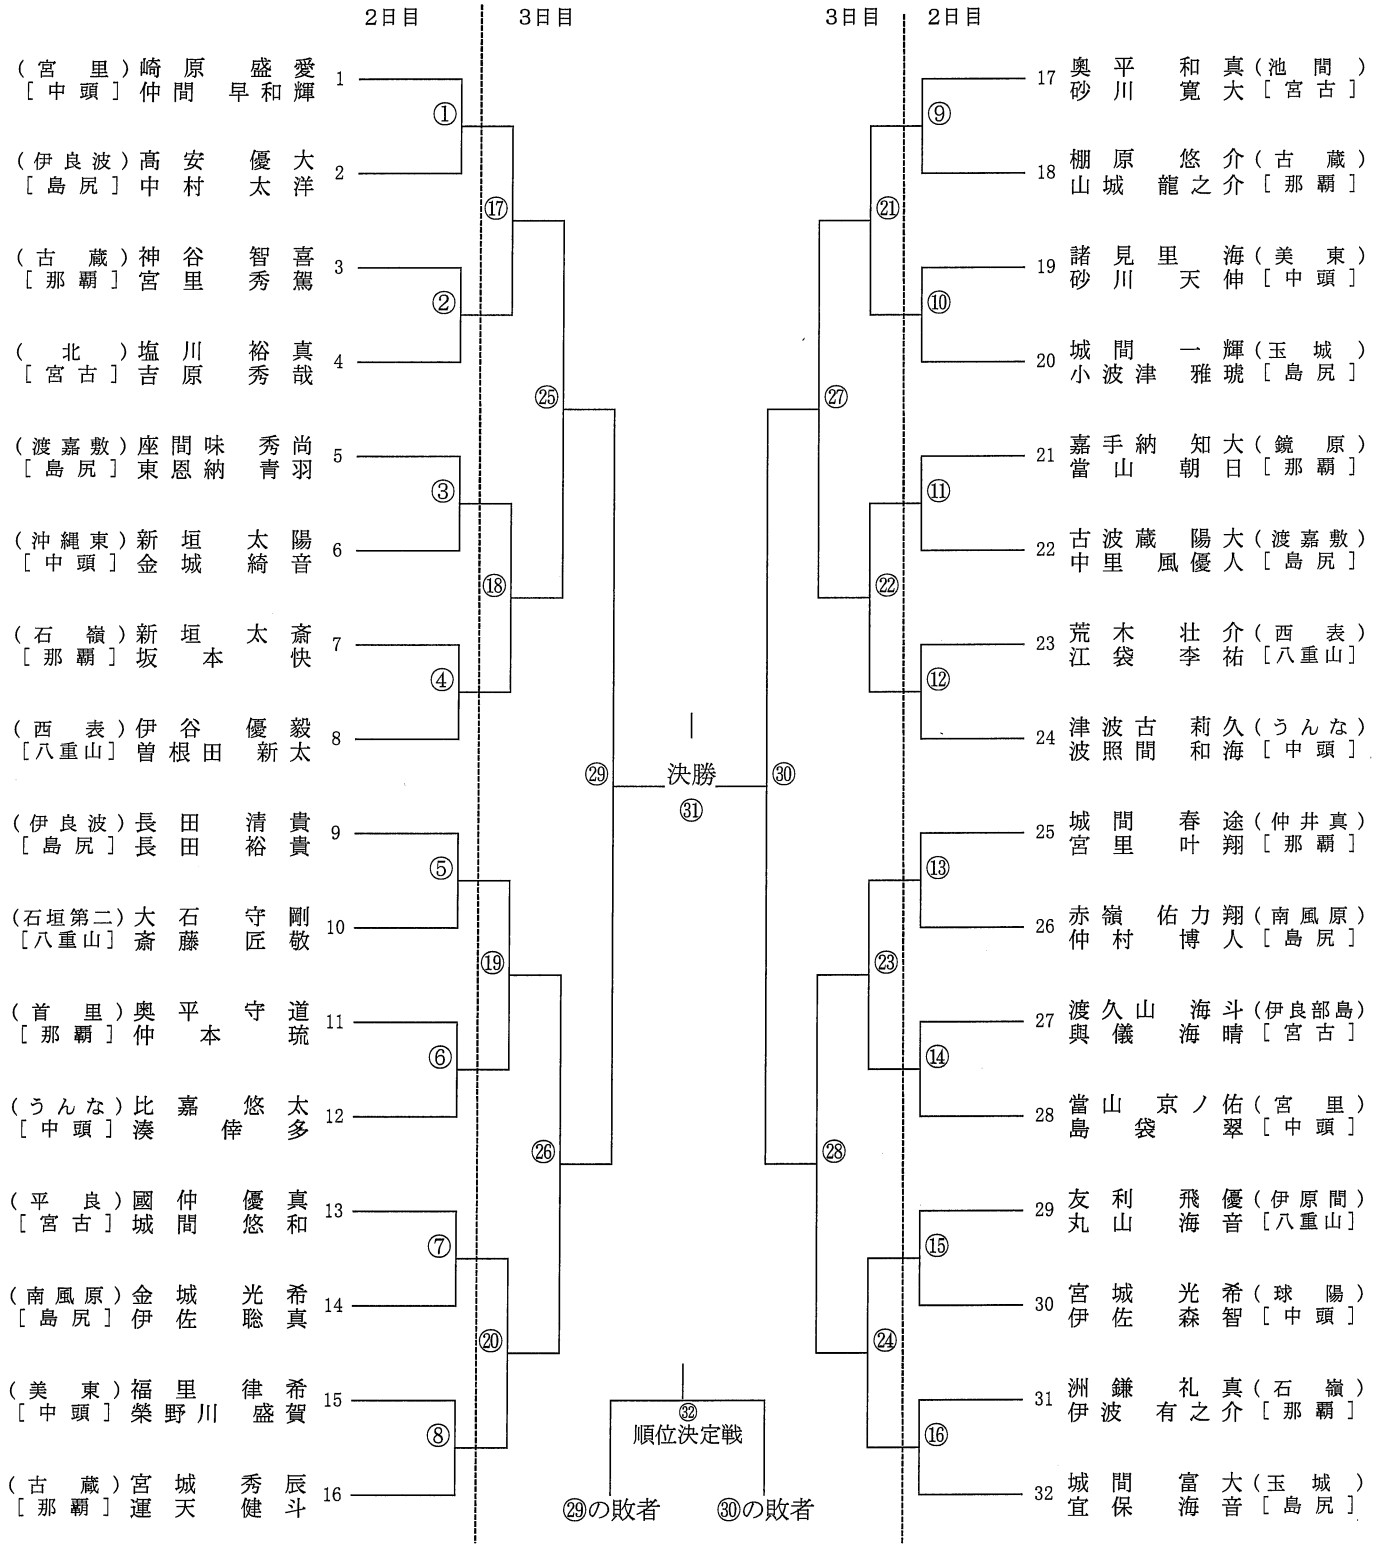 2日目
3日目
3日目
2日目
(宮里) 崎原 盛愛 1
[中頭] 仲間 早和輝
①
(伊良波) 髙安 優大 2
[島尻] 中村 太洋
⑰
(古蔵) 神谷 智喜 3
[那覇] 宮里 秀駕
②
(北) 塩川 裕真 4
[宮古] 吉原 秀哉
㉕
(渡嘉敷) 座間味 秀尚 5
[島尻] 東恩納 青羽
③
(沖縄東) 新垣 太陽 6
[中頭] 金城 綺音
⑱
(石嶺) 新垣 太斎 7
[那覇] 坂本 快
④
(西表) 伊谷 優毅 8
[八重山] 曽根田 新太
㉙
(伊良波) 長田 清貴 9
[島尻] 長田 裕貴
⑤
(石垣第二) 大石 守剛 10
[八重山] 斎藤 匠敬
⑲
(首里) 奥平 守道 11
[那覇] 仲本 琉
⑥
(うんな) 比嘉 悠太 12
[中頭] 湊 倖多
㉖
(平良) 國仲 優真 13
[宮古] 城間 悠和
⑦
(南風原) 金城 光希 14
[島尻] 伊佐 聡真
⑳
(美東) 福里 律希 15
[中頭] 榮野川 盛賀
⑧
(古蔵) 宮城 秀辰 16
[那覇] 運天 健斗
決勝
㉛
㉜
順位決定戦
㉙の敗者
㉚の敗者
17 奥平 和真 (池間)
砂川 寛大 [宮古]
⑨
18 棚原 悠介 (古蔵)
山城 龍之介 [那覇]
㉑
19 諸見里 海 (美東)
砂川 天伸 [中頭]
⑩
20 城間 一輝 (玉城)
小波津 雅琥 [島尻]
㉗
21 嘉手納 知大 (鏡原)
當山 朝日 [那覇]
⑪
22 古波蔵 陽大 (渡嘉敷)
中里 風優人 [島尻]
㉒
23 荒木 壮介 (西表)
江袋 李祐 [八重山]
⑫
24 津波古 莉久 (うんな)
波照間 和海 [中頭]
㉚
25 城間 春途 (仲井真)
宮里 叶翔 [那覇]
⑬
26 赤嶺 佑力翔 (南風原)
仲村 博人 [島尻]
㉓
27 渡久山 海斗 (伊良部島)
與儀 海晴 [宮古]
⑭
28 當山 京ノ佑 (宮里)
島袋 翠 [中頭]
㉘
29 友利 飛優 (伊原間)
丸山 海音 [八重山]
⑮
30 宮城 光希 (球陽)
伊佐 森智 [中頭]
㉔
31 洲鎌 礼真 (石嶺)
伊波 有之介 [那覇]
⑯
32 城間 富大 (玉城)
宜保 海音 [島尻]